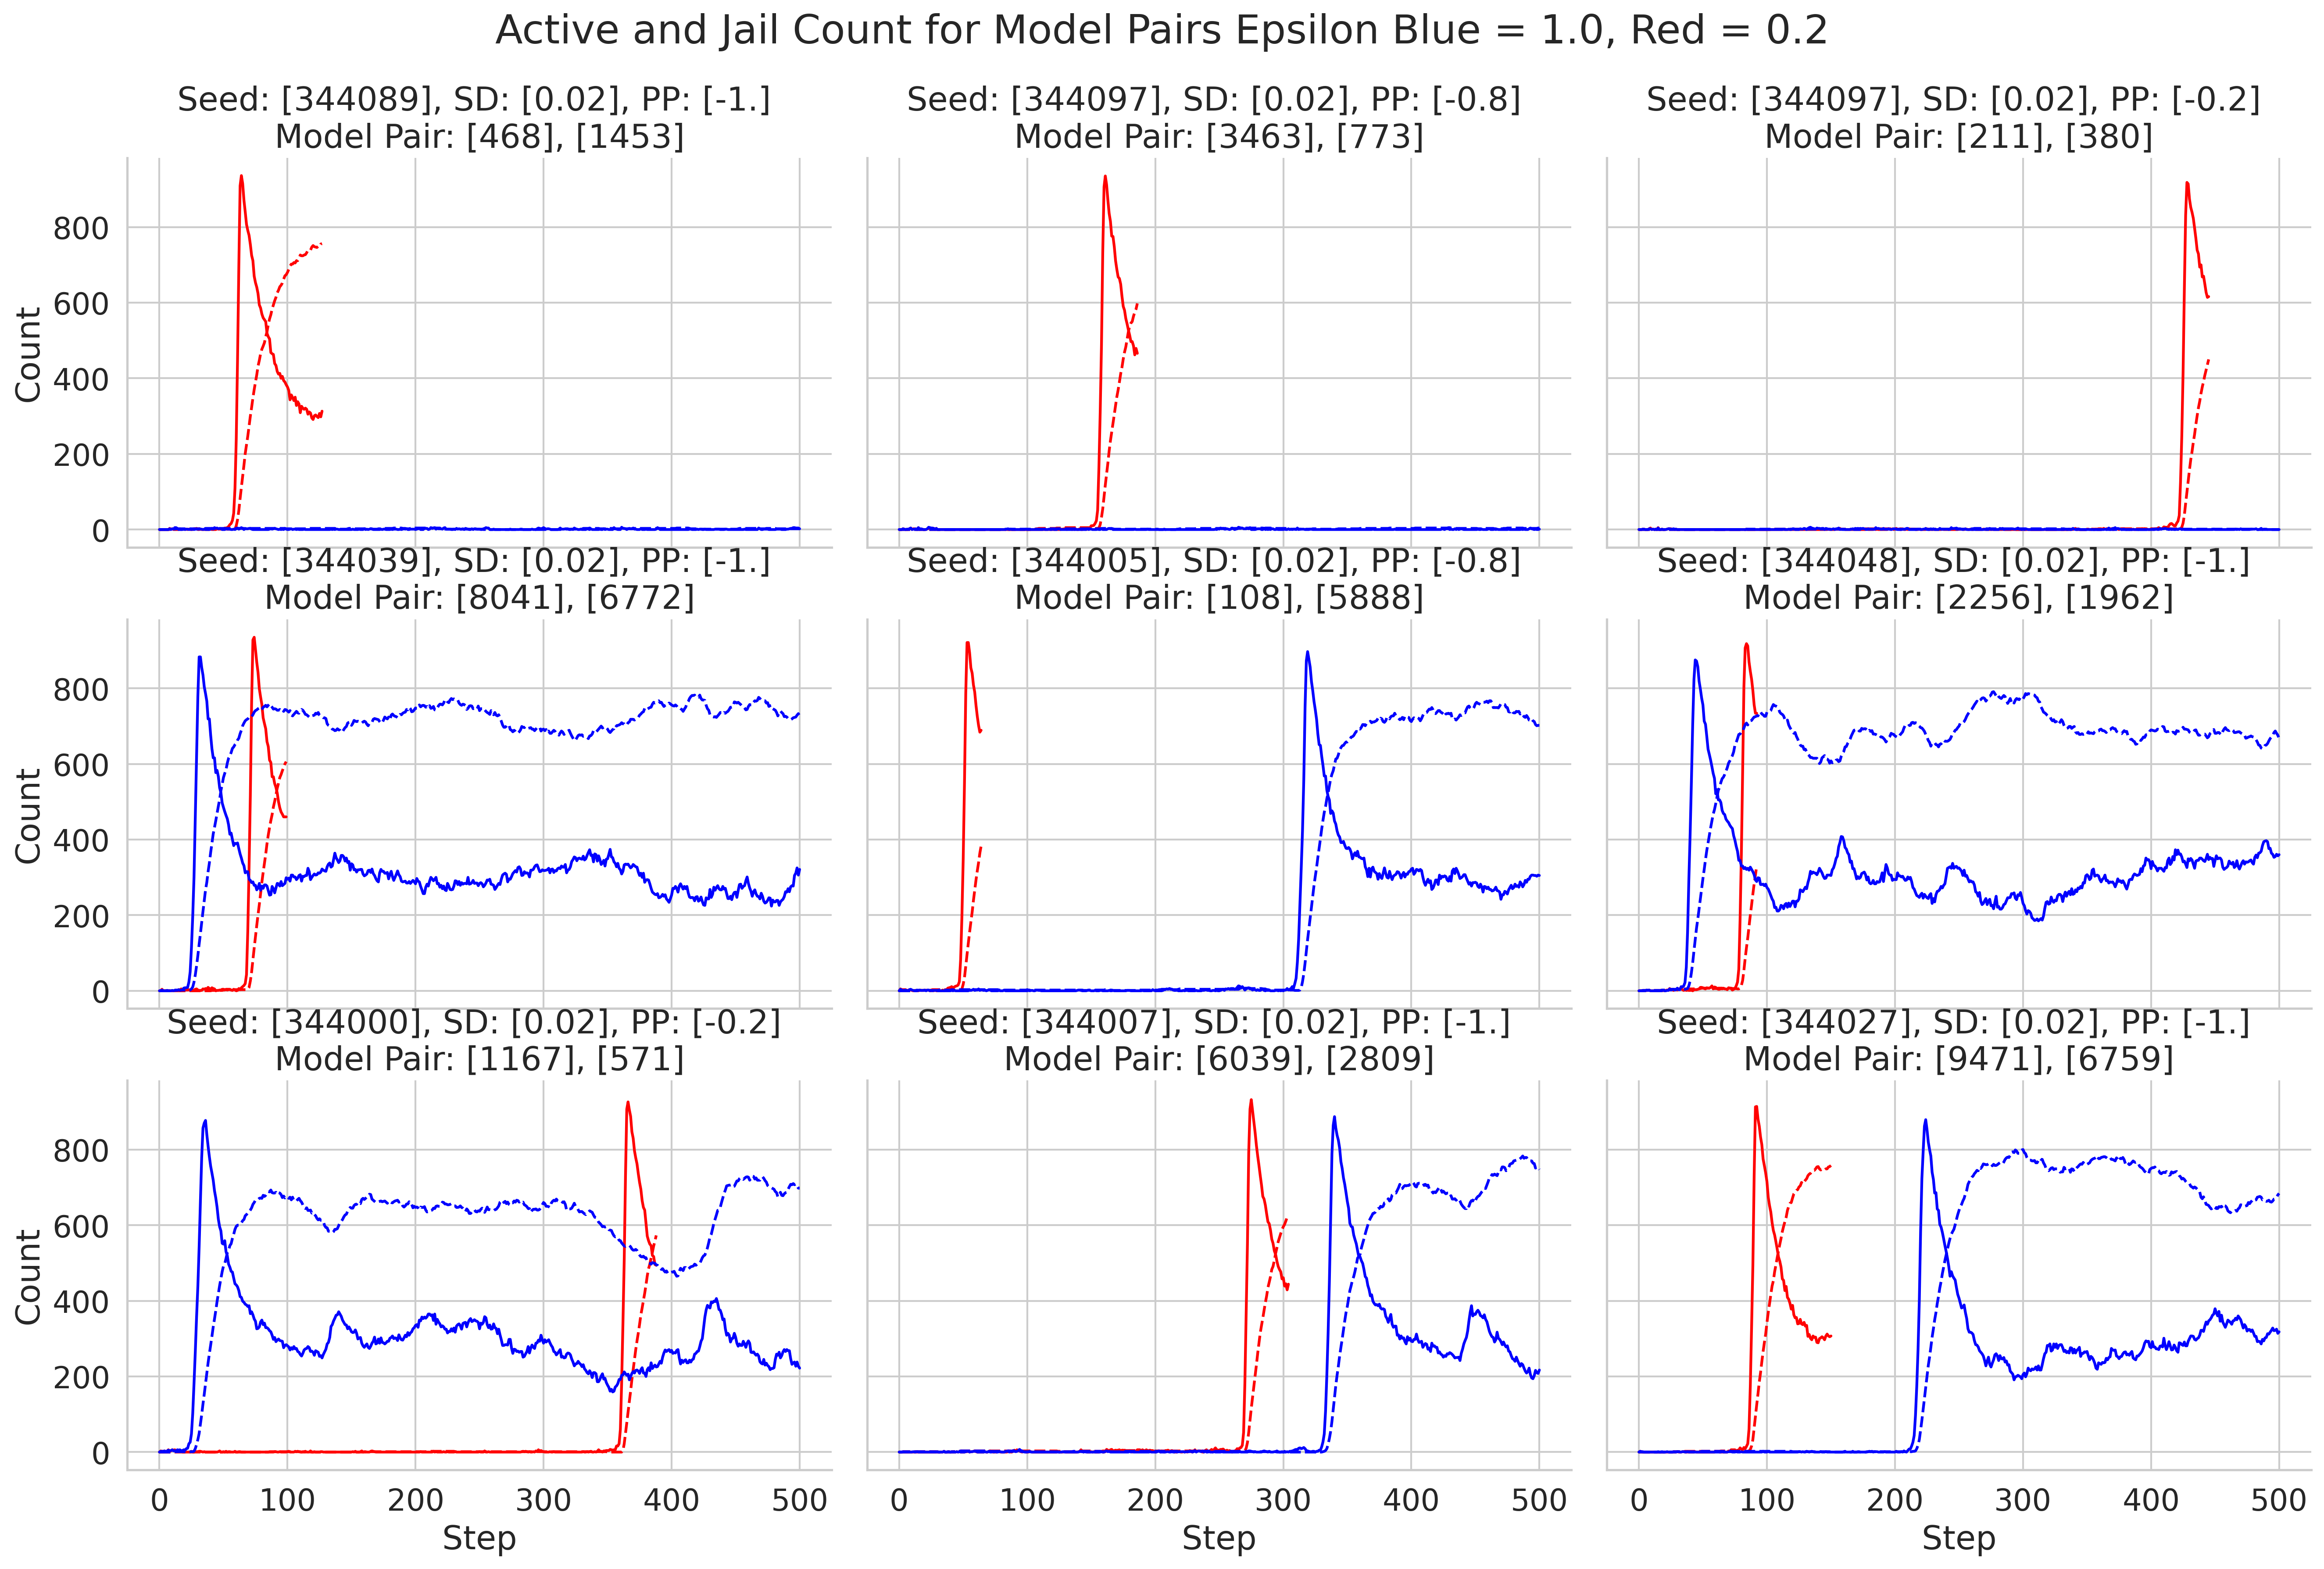 Active and Jail Count for Model Pairs Epsilon Blue = 1.0, Red = 0.2
Seed: [344089], SD: [0.02], PP: [-1.]
Model Pair: [468], [1453]
Seed: [344097], SD: [0.02], PP: [-0.8]
Model Pair: [3463], [773]
Seed: [344097], SD: [0.02], PP: [-0.2]
Model Pair: [211], [380]
800
600
400
200
0
Count
Seed: [344039], SD: [0.02], PP: [-1.]
Model Pair: [8041], [6772]
Seed: [344005], SD: [0.02], PP: [-0.8]
Model Pair: [108], [5888]
Seed: [344048], SD: [0.02], PP: [-1.]
Model Pair: [2256], [1962]
800
600
400
200
0
Count
Seed: [344000], SD: [0.02], PP: [-0.2]
Model Pair: [1167], [571]
Seed: [344007], SD: [0.02], PP: [-1.]
Model Pair: [6039], [2809]
Seed: [344027], SD: [0.02], PP: [-1.]
Model Pair: [9471], [6759]
800
600
400
200
0
Count
0 100 200 300 400 500
Step
0 100 200 300 400 500
Step
0 100 200 300 400 500
Step